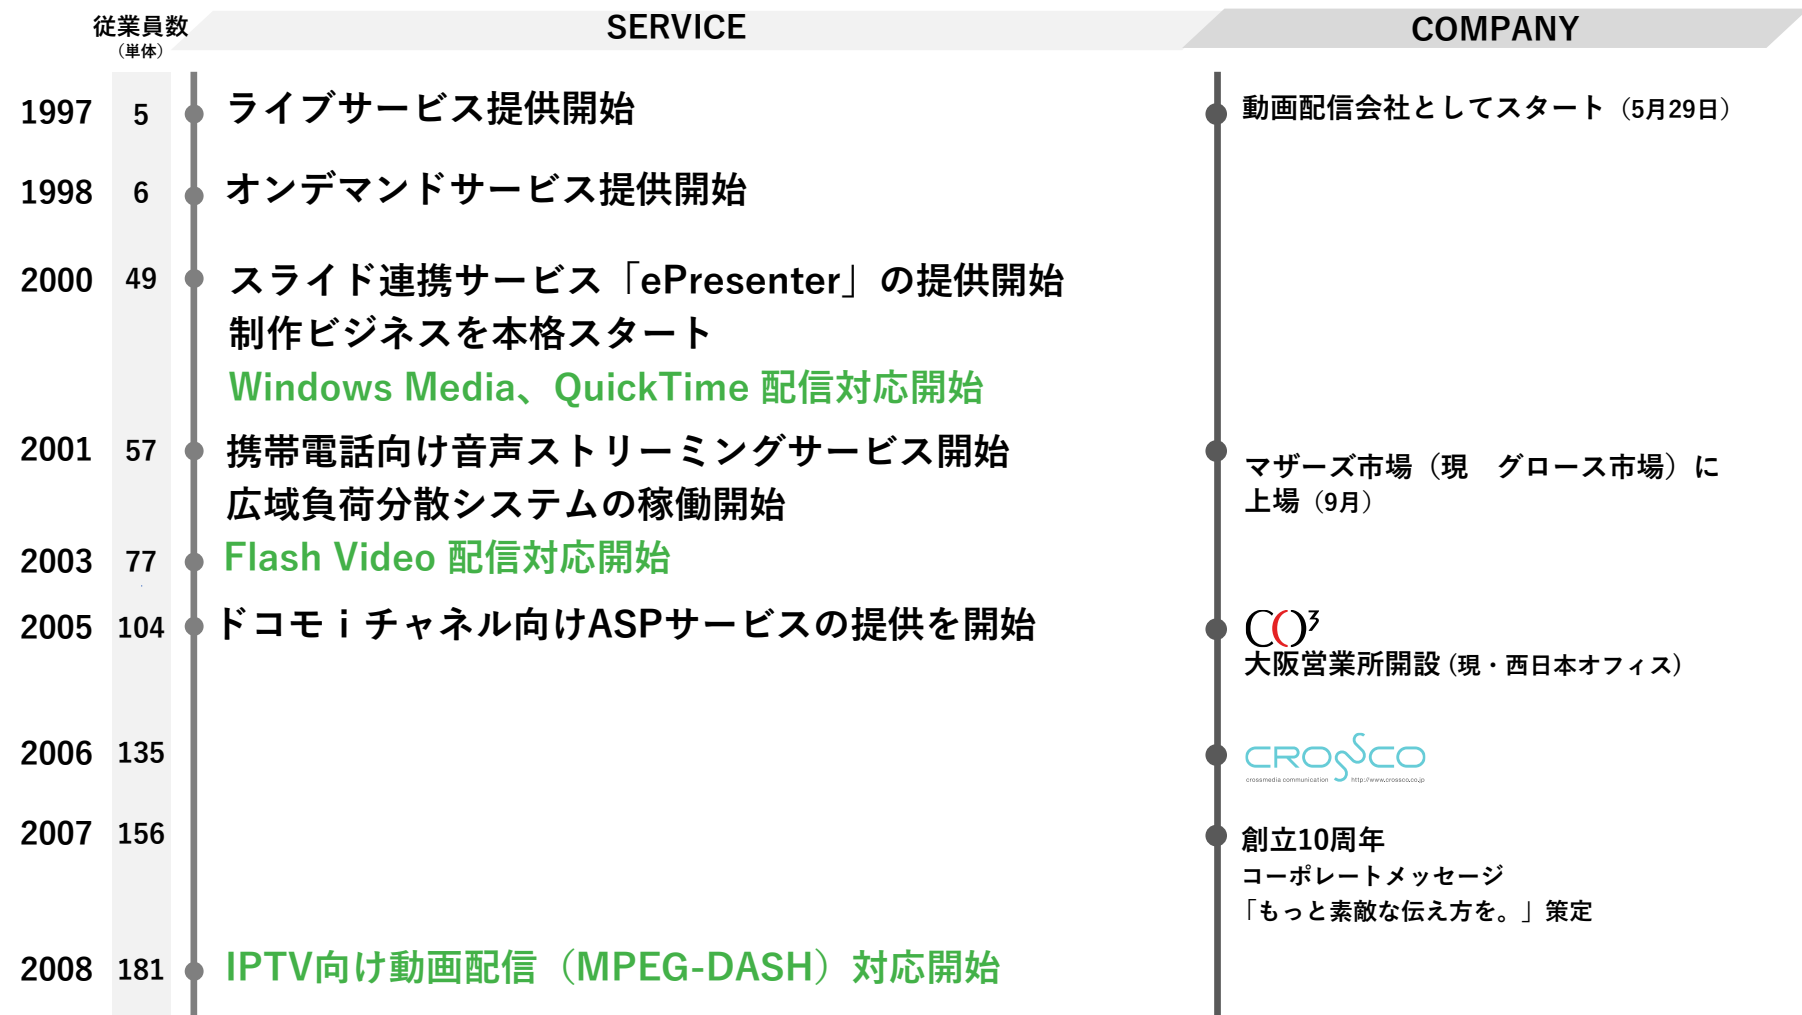 従業員数
（単体）
SERVICE
COMPANY
1997 5 ライブサービス提供開始
動画配信会社としてスタート（5月29日）
1998 6 オンデマンドサービス提供開始
2000 49 スライド連携サービス「ePresenter」の提供開始
制作ビジネスを本格スタート
Windows Media、QuickTime 配信対応開始
2001 57 携帯電話向け音声ストリーミングサービス開始
広域負荷分散システムの稼働開始
マザーズ市場（現　グロース市場）に
上場（9月）
2003 77 Flash Video 配信対応開始
2005 104 ドコモｉチャネル向けASPサービスの提供を開始
CO3
大阪営業所開設(現・西日本オフィス)
2006 135
CROSSCO
crossmedia communication http://www.crossco.co.jp
2007 156
創立10周年
コーポレートメッセージ
「もっと素敵な伝え方を。」策定
2008 181 IPTV向け動画配信（MPEG-DASH）対応開始